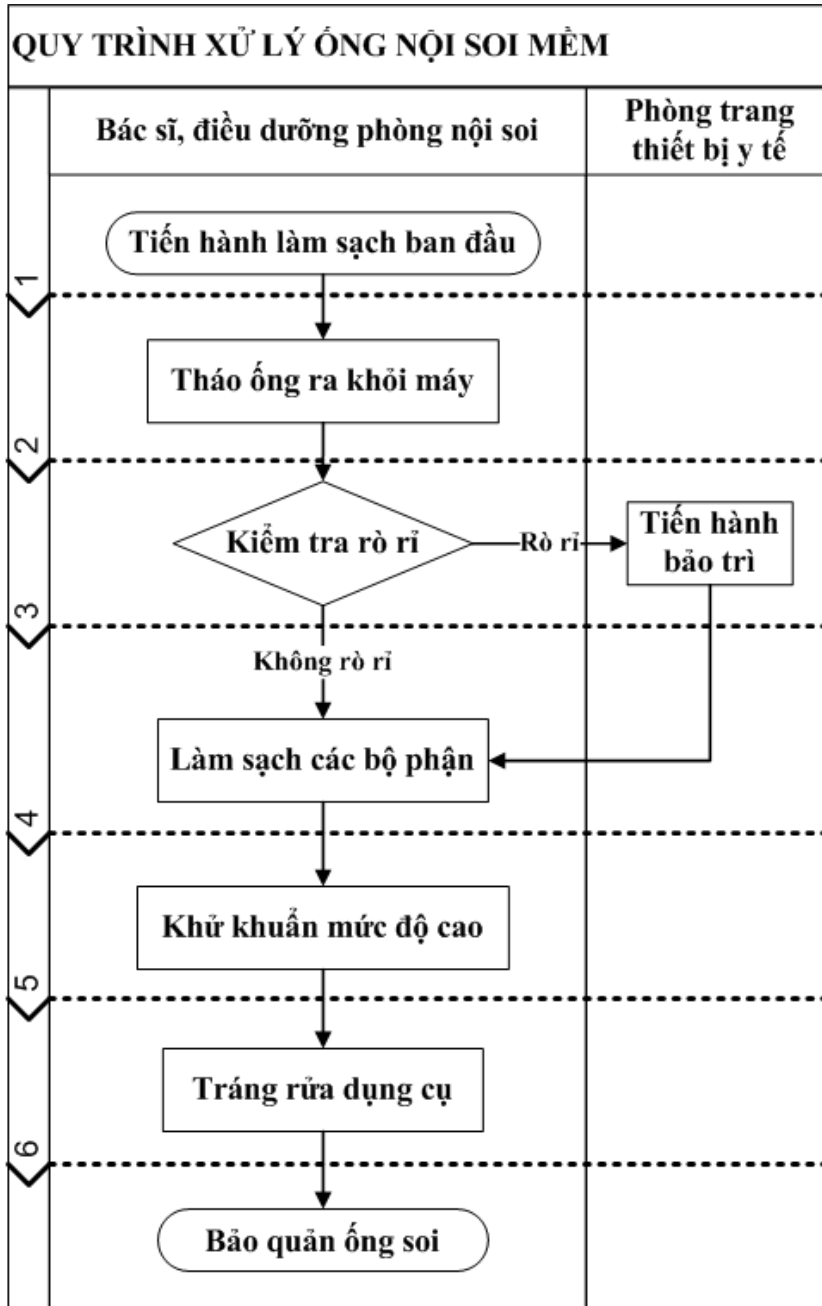 QUY TRÌNH XỬ LÝ ỐNG NỘI SOI MỀM
Bác sĩ, điều dưỡng phòng nội soi
Phòng trang
thiết bị y tế
Tiến hành làm sạch ban đầu
1
Tháo ống ra khỏi máy
2
Kiểm tra rò rỉ
Rò rỉ
Tiến hành
bảo trì
3
Không rò rỉ
Làm sạch các bộ phận
4
Khử khuẩn mức độ cao
5
Tráng rửa dụng cụ
6
Bảo quản ống soi